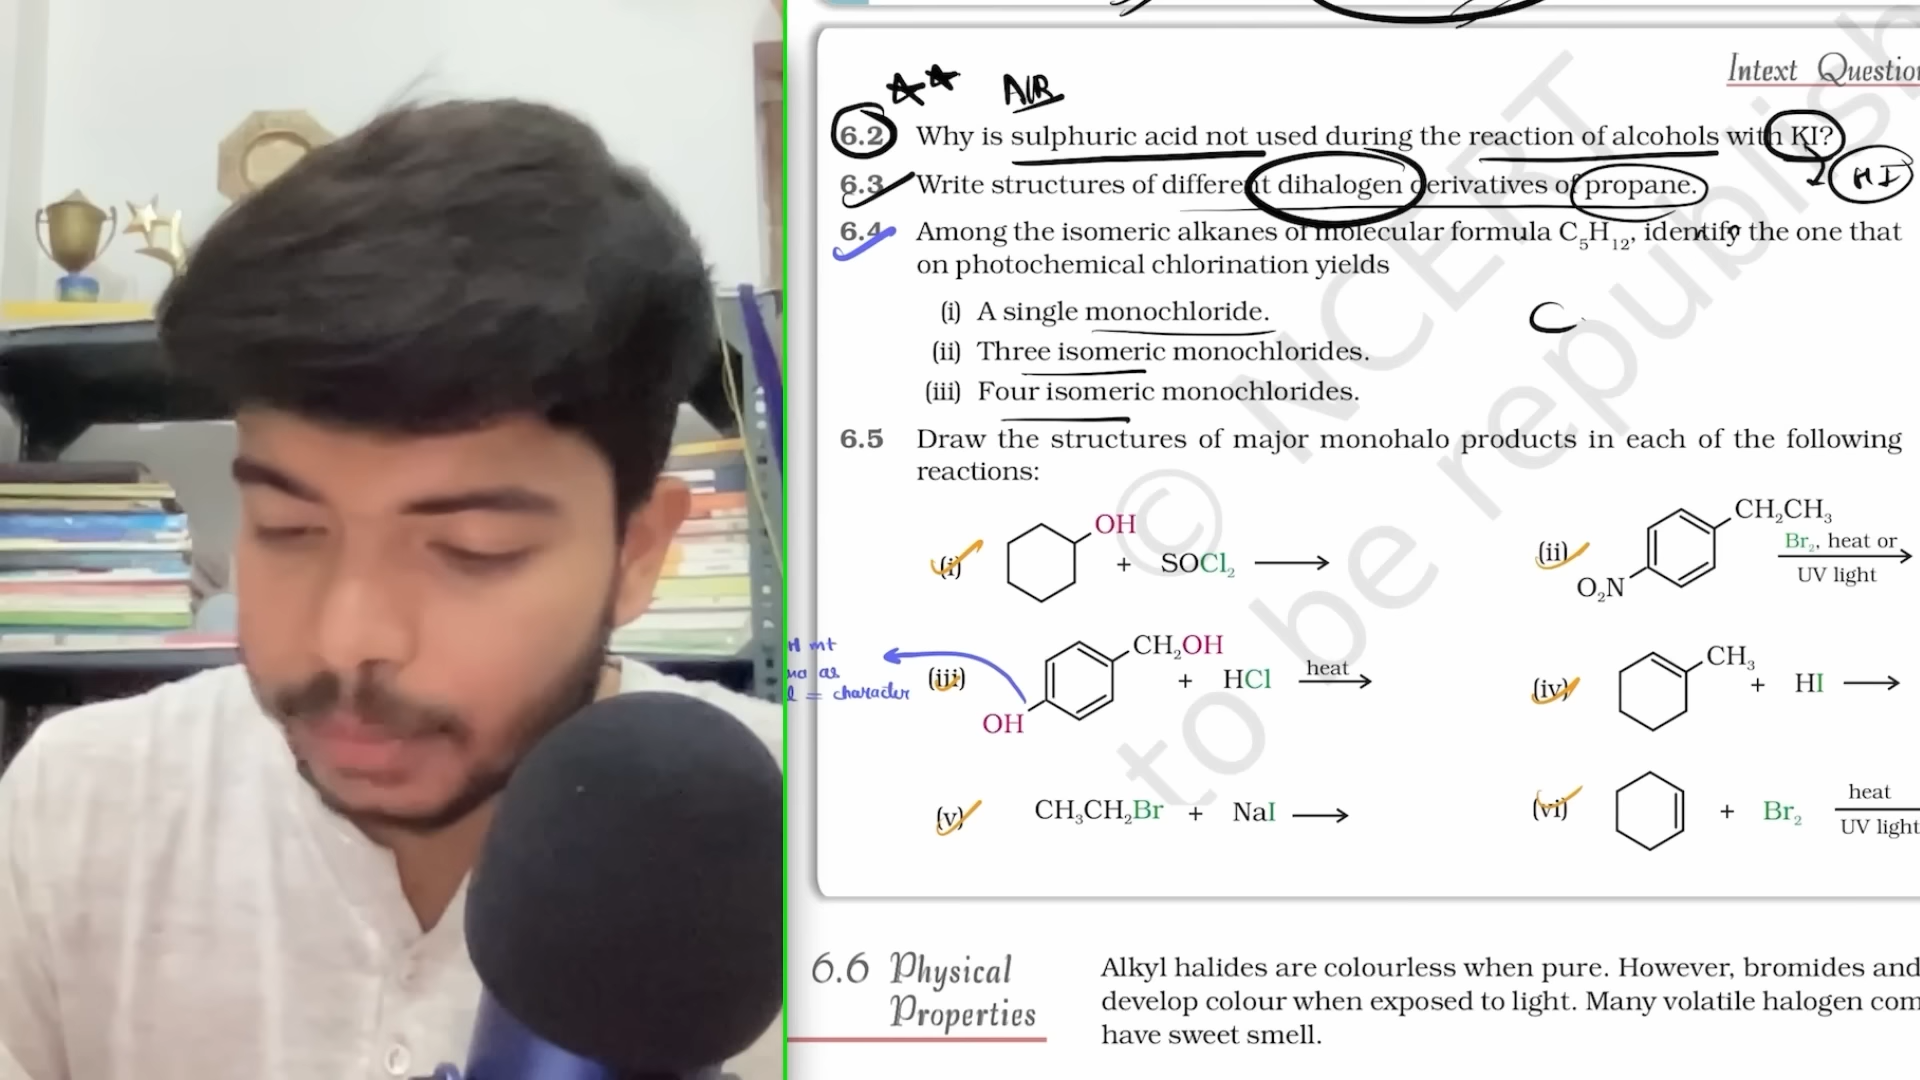 Intext Question
AIR
6.2 Why is sulphuric acid not used during the reaction of alcohols with KI?
HI
6.3 Write structures of different dihalogen derivatives of propane.
6.4 Among the isomeric alkanes of molecular formula C₅H₁₂, identify the one that
on photochemical chlorination yields
(i) A single monochloride.
(ii) Three isomeric monochlorides.
(iii) Four isomeric monochlorides.
6.5 Draw the structures of major monohalo products in each of the following
reactions:
(i) OH + SOCl₂
(ii) CH₂CH₃ O₂N Br₂, heat or
UV light
(iii) CH₂OH + HCl heat
OH
mt
as
= character
(iv) CH₃ + HI
(v) CH₃CH₂Br + NaI
(vi) + Br₂ heat
UV light
6.6 Physical
Properties
Alkyl halides are colourless when pure. However, bromides and
develop colour when exposed to light. Many volatile halogen com
have sweet smell.
© NCERT
to be republish